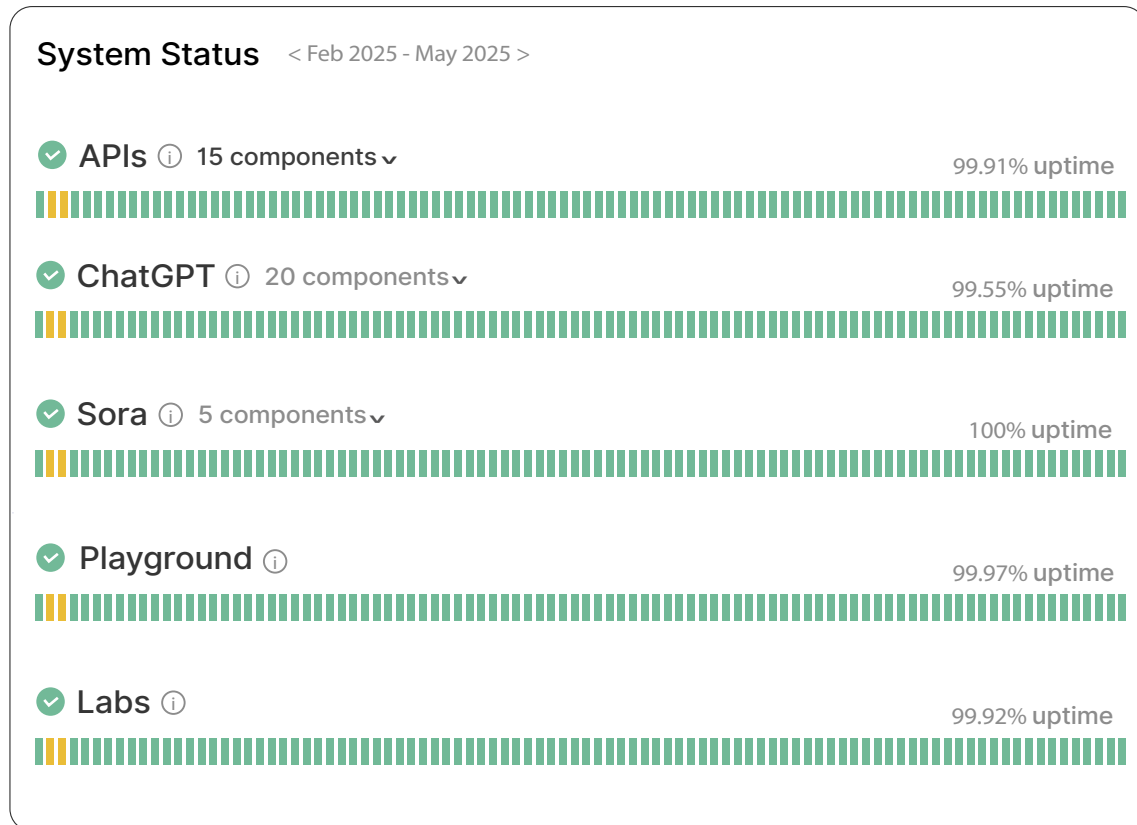 System Status < Feb 2025 - May 2025 >
APIs 15 components
99.91% uptime
ChatGPT 20 components
99.55% uptime
Sora 5 components
100% uptime
Playground
99.97% uptime
Labs
99.92% uptime